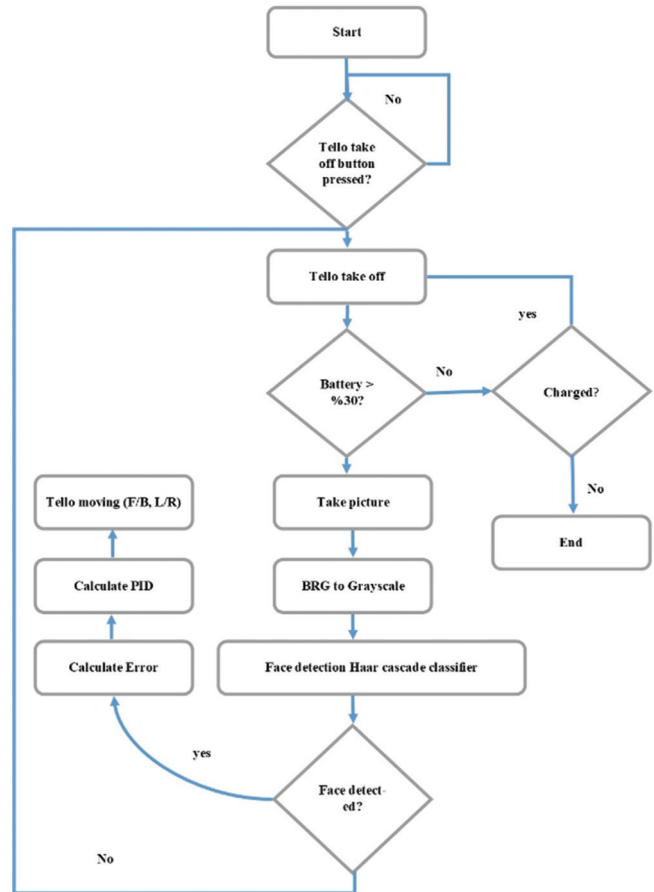 Start
No
Tello take
off button
pressed?
Tello take off
yes
Battery >
%30?
No
Charged?
Tello moving (F/B, L/R)
Take picture
No
End
Calculate PID
BRG to Grayscale
Calculate Error
Face detection Haar cascade classifier
yes
Face detect-
ed?
No